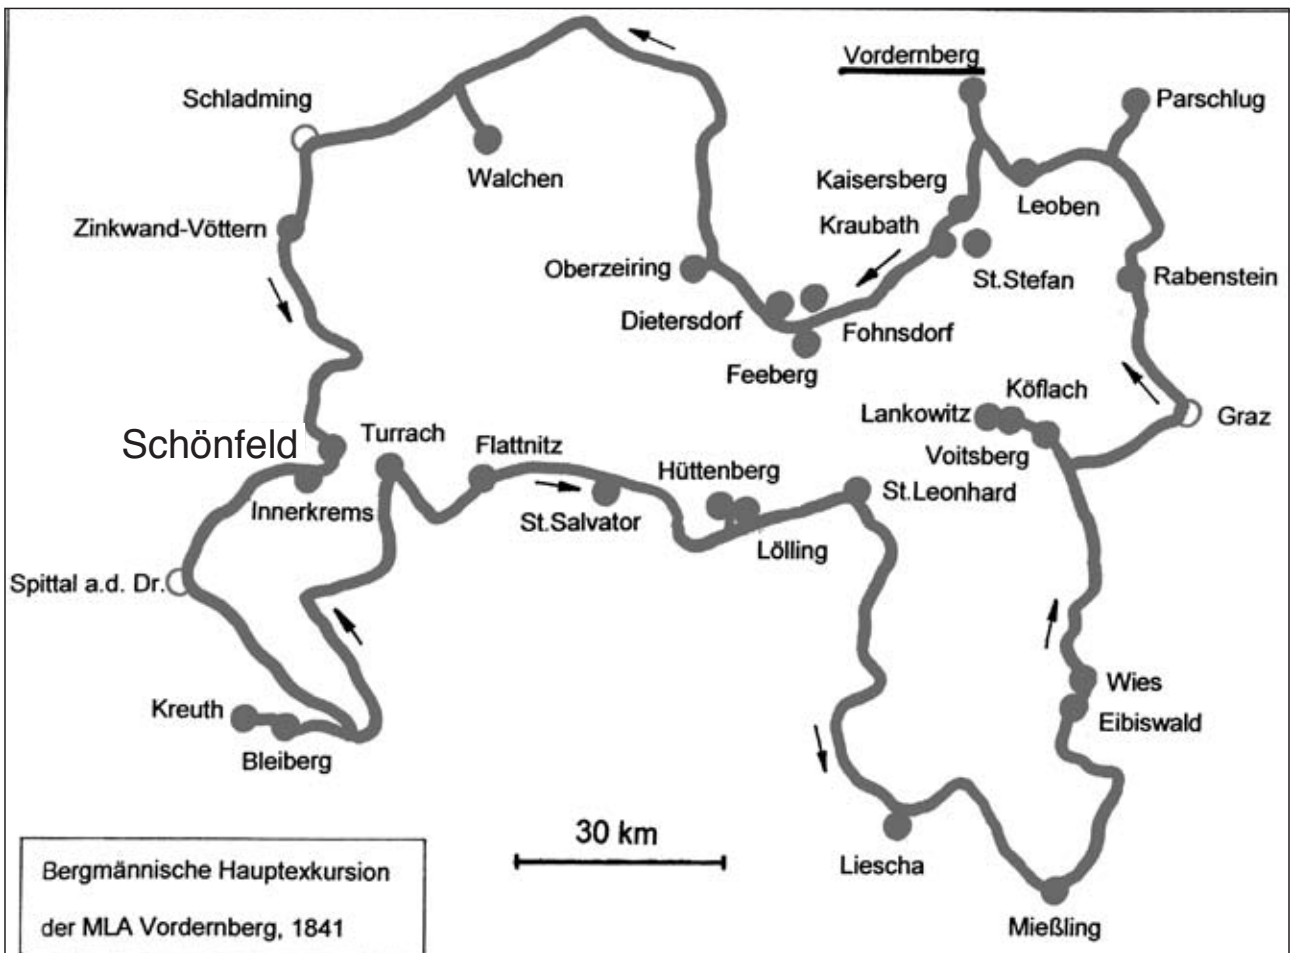 Vordernberg
Schladming
Parschlug
Walchen
Kaisersberg
Leoben
Zinkwand-Vöttern
Kraubath
Oberzeiring
St.Stefan
Rabenstein
Dietersdorf
Fohnsdorf
Feeberg
Köflach
Lankowitz
Graz
Schönfeld
Turrach
Flattnitz
Voitsberg
Hüttenberg
St.Leonhard
Innerkrems
St.Salvator
Lölling
Spittal a.d. Dr.
Wies
Kreuth
Eibiswald
Bleiberg
30 km
Liescha
Mießling
Bergmännische Hauptexkursion
der MLA Vordernberg, 1841